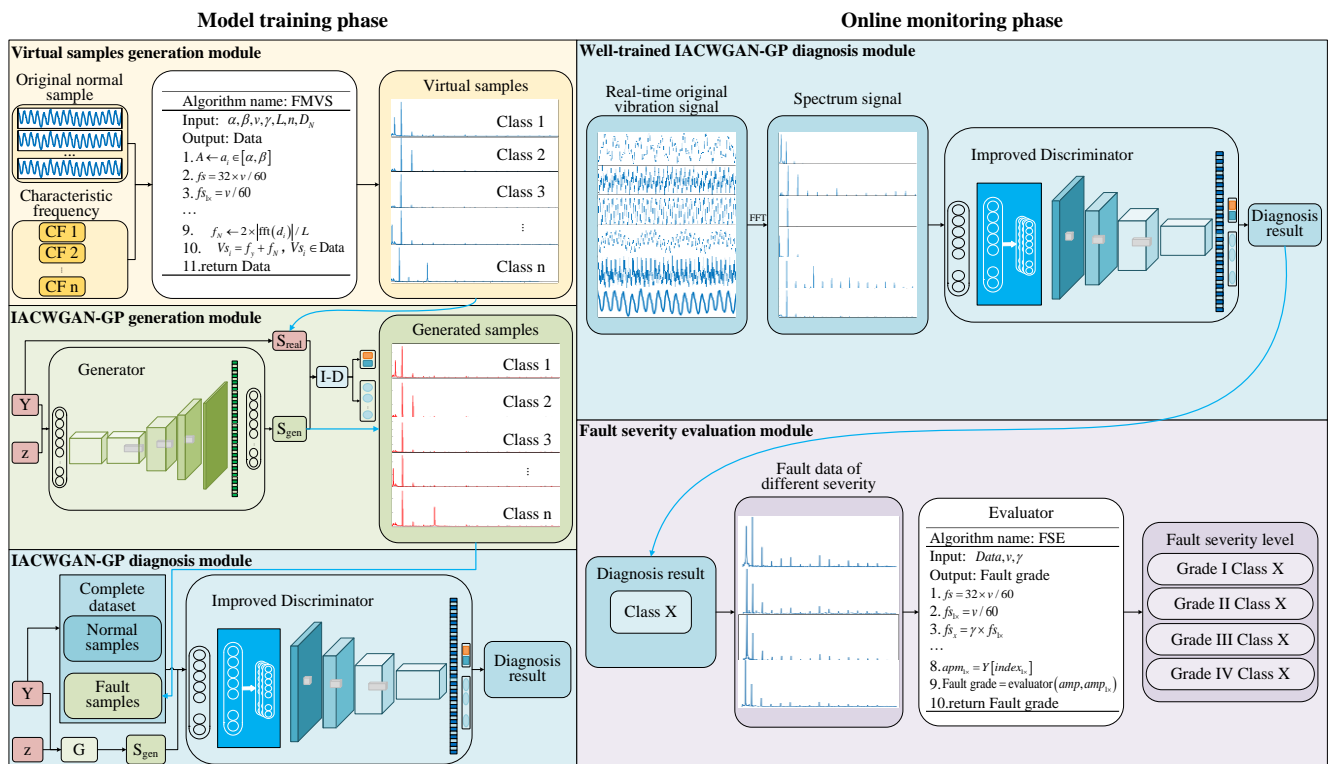 Model training phase
Virtual samples generation module
Original normal
sample
...
Characteristic
frequency
CF 1
CF 2
CF n
Algorithm name: FMVS
Input: α, β, v, γ, L, n, D_N
Output: Data
1. A ← a_i ∈ [α, β]
2. fs = 32 × v / 60
3. fs_1× = v / 60
…
9. f_N ← 2 × |fft(d_i)| / L
10. Vs_i = f_y + f_N , Vs_i ∈ Data
11.return Data
Virtual samples
Class 1
Class 2
Class 3
⋮
Class n
IACWGAN-GP generation module
Generator
Y
z
S_real
I-D
S_gen
Generated samples
Class 1
Class 2
Class 3
⋮
Class n
IACWGAN-GP diagnosis module
Complete
dataset
Normal
samples
Fault
samples
Y
z
G
S_gen
Improved Discriminator
Diagnosis
result
Online monitoring phase
Well-trained IACWGAN-GP diagnosis module
Real-time original
vibration signal
FFT
Spectrum signal
Improved Discriminator
Diagnosis
result
Fault severity evaluation module
Diagnosis result
Class X
Fault data of
different severity
Evaluator
Algorithm name: FSE
Input: Data, v, γ
Output: Fault grade
1. fs = 32 × v / 60
2. fs_1× = v / 60
3. fs_x = γ × fs_1×
…
8. apm_1× = Y[index_1×]
9. Fault grade = evaluator(amp, amp_1×)
10.return Fault grade
Fault severity level
Grade I Class X
Grade II Class X
Grade III Class X
Grade IV Class X